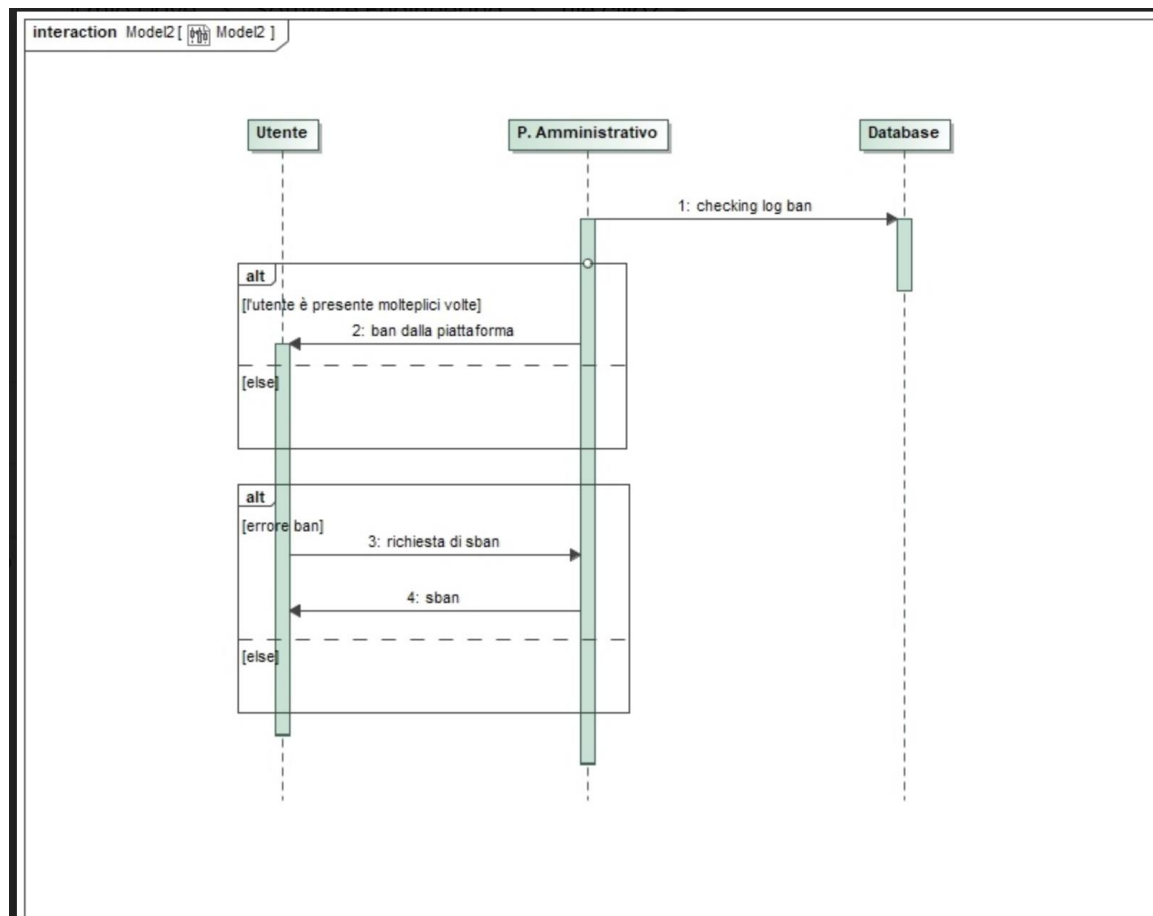 interaction Model2 [ Model2 ]
Utente
P. Amministrativo
Database
1: checking log ban
alt
[l'utente è presente molteplici volte]
2: ban dalla piattaforma
[else]
alt
[errore ban]
3: richiesta di sban
4: sban
[else]